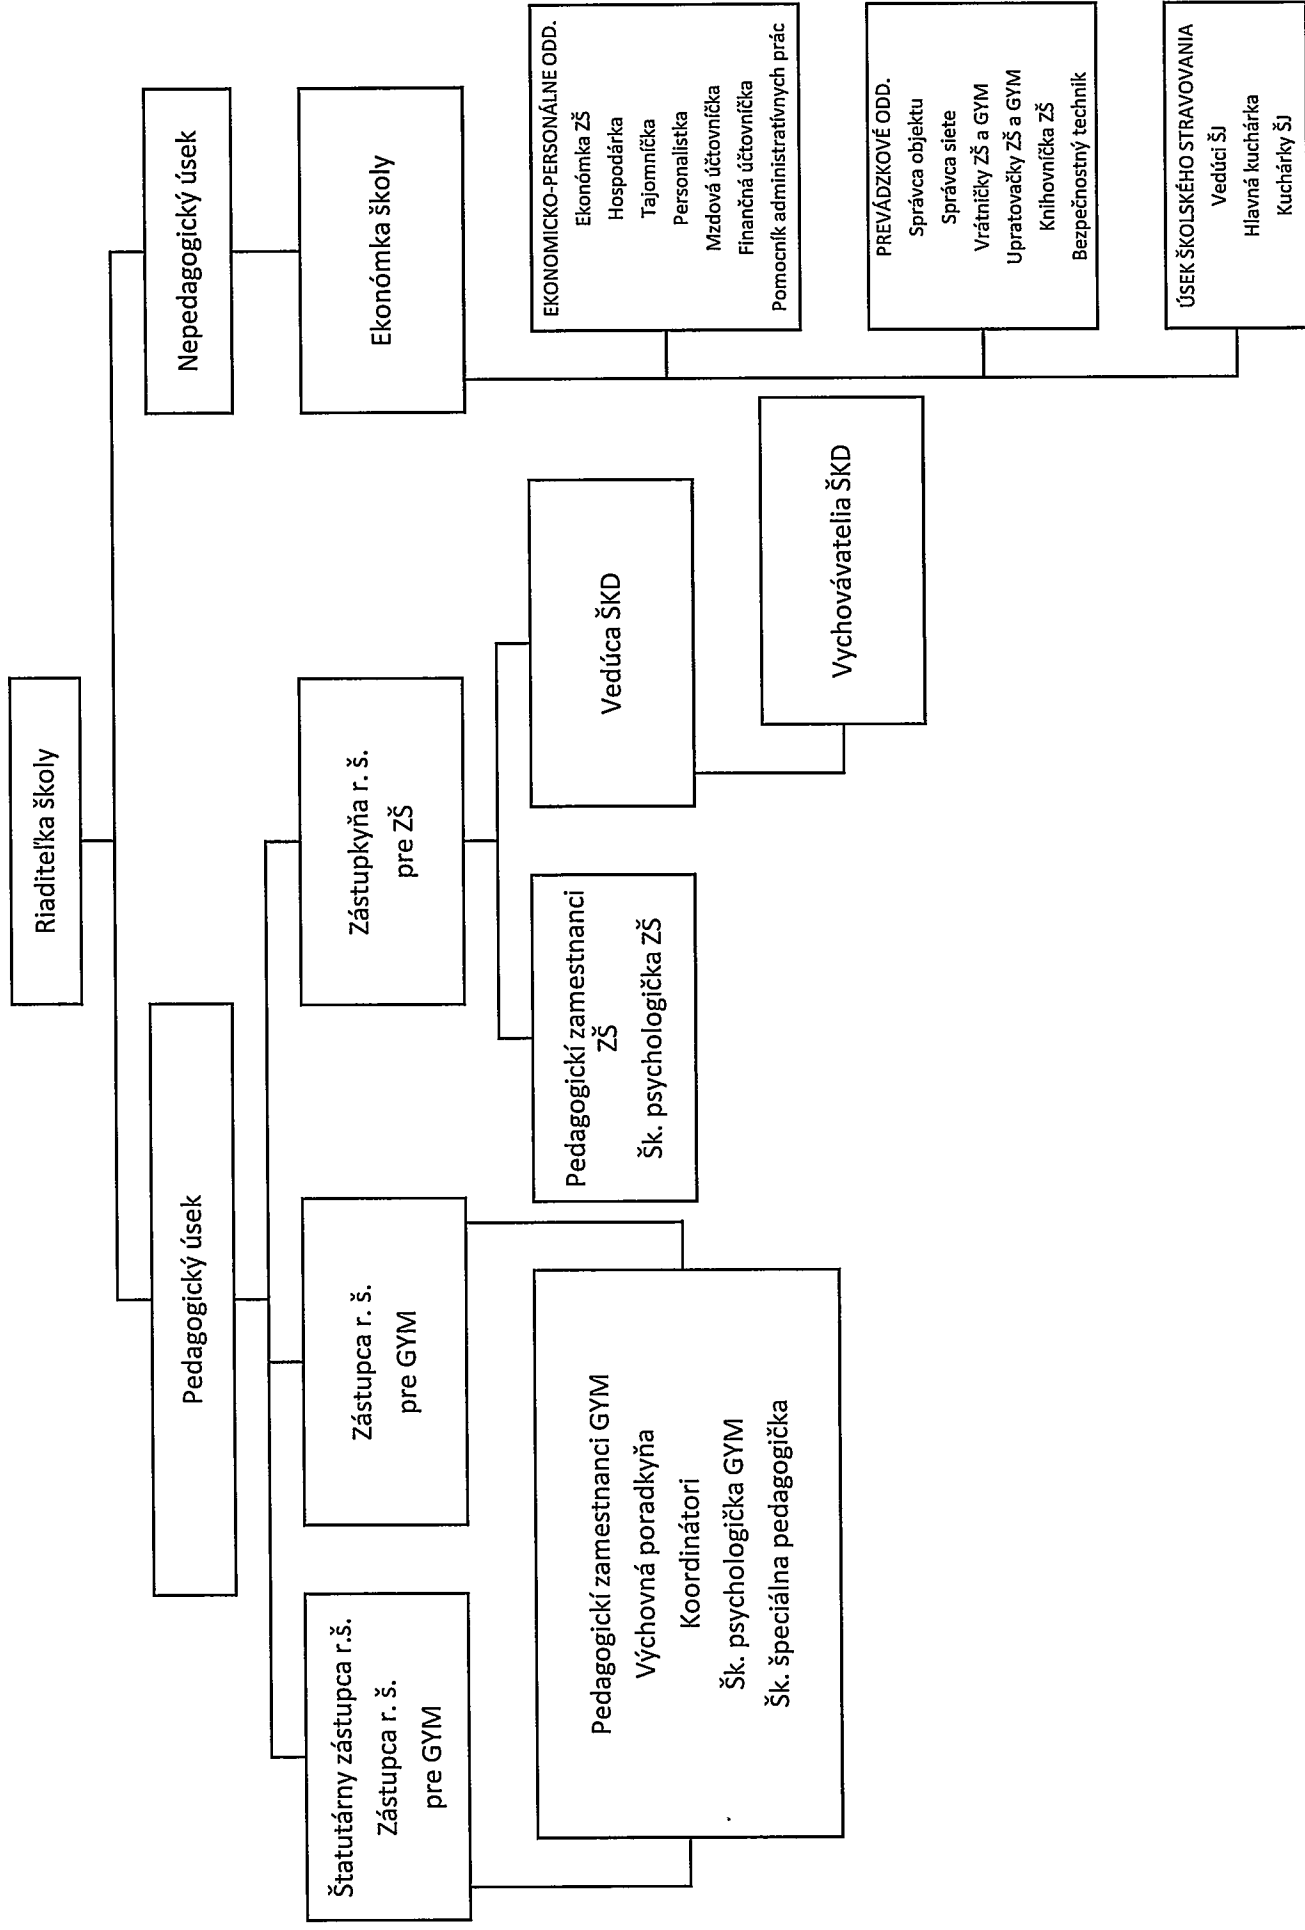 Riaditeľka školy
Pedagogický úsek
Nepedagogický úsek
Štatutárny zástupca r.š.
Zástupca r. š.
pre GYM
Zástupca r. š.
pre GYM
Zástupkyňa r. š.
pre ZŠ
Ekonómka školy
Pedagogickí zamestnanci GYM
Výchovná poradkyňa
Koordinátori
Šk. psychologička GYM
Šk. špeciálna pedagogička
Pedagogickí zamestnanci
ZŠ
Šk. psychologička ZŠ
Vedúca ŠKD
Vychovávatelia ŠKD
EKONOMICKO-PERSONÁLNE ODD.
Ekonómka ZŠ
Hospodárka
Tajomníčka
Personalistka
Mzdová účtovníčka
Finančná účtovníčka
Pomocník administratívnych prác
PREVÁDZKOVÉ ODD.
Správca objektu
Správca siete
Vrátničky ZŠ a GYM
Upratovačky ZŠ a GYM
Knihovníčka ZŠ
Bezpečnostný technik
ÚSEK ŠKOLSKÉHO STRAVOVANIA
Vedúci ŠJ
Hlavná kuchárka
Kuchárky ŠJ